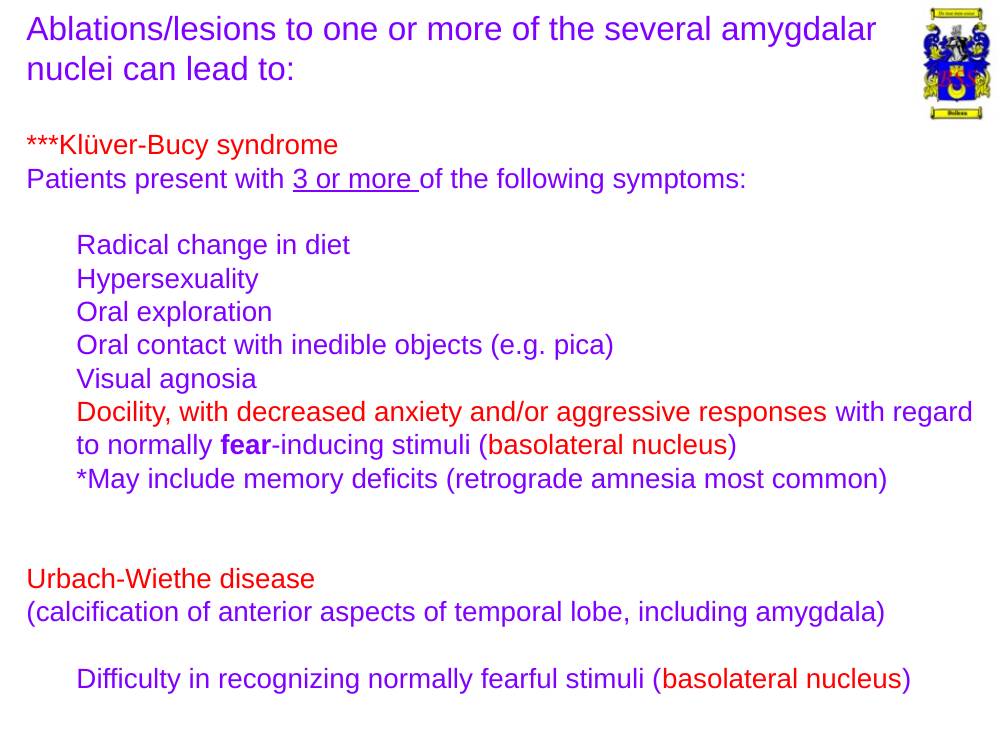 Ablations/lesions to one or more of the several amygdalar
nuclei can lead to:
***Klüver-Bucy syndrome
Patients present with 3 or more of the following symptoms:
Radical change in diet
Hypersexuality
Oral exploration
Oral contact with inedible objects (e.g. pica)
Visual agnosia
Docility, with decreased anxiety and/or aggressive responses with regard
to normally fear-inducing stimuli (basolateral nucleus)
*May include memory deficits (retrograde amnesia most common)
Urbach-Wiethe disease
(calcification of anterior aspects of temporal lobe, including amygdala)
Difficulty in recognizing normally fearful stimuli (basolateral nucleus)